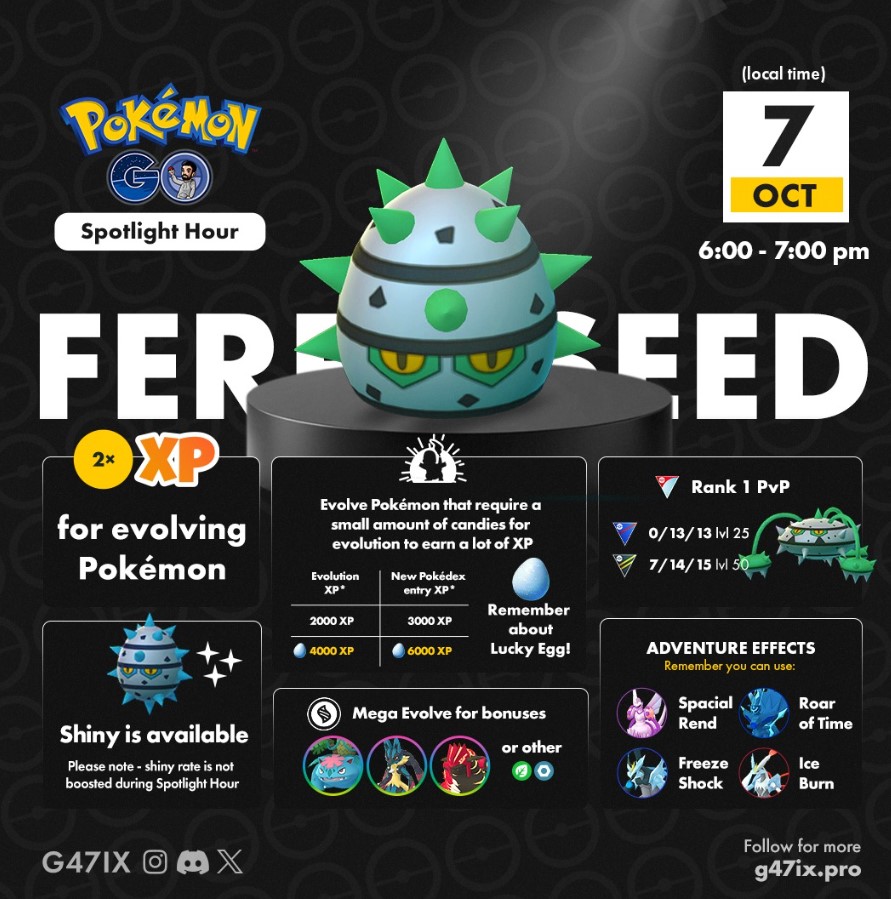 (local time)
7
OCT
6:00 - 7:00 pm
POKÉMON
GO
Spotlight Hour
FERROSEED
2× XP
for evolving
Pokémon
Evolve Pokémon that require a
small amount of candies for
evolution to earn a lot of XP
Evolution XP*
New Pokédex entry XP*
2000 XP 3000 XP
4000 XP 6000 XP
Remember
about
Lucky Egg!
Rank 1 PvP
0/13/13 lvl 25
7/14/15 lvl 50
Shiny is available
Please note - shiny rate is not
boosted during Spotlight Hour
Mega Evolve for bonuses
or other
ADVENTURE EFFECTS
Remember you can use:
Spacial
Rend
Roar
of Time
Freeze
Shock
Ice
Burn
G47IX
Follow for more
g47ix.pro